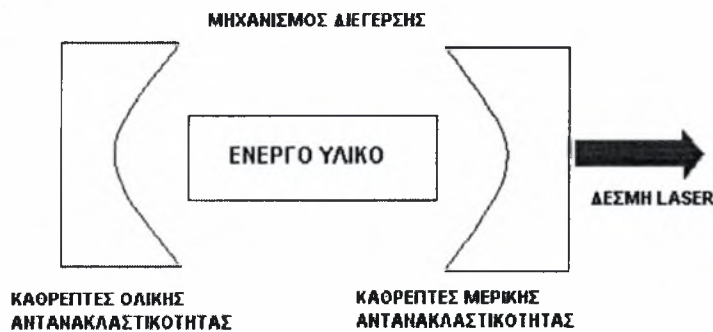 ΜΗΧΑΝΙΣΜΟΣ ΔΙΕΓΕΡΣΗΣ
ΕΝΕΡΓΟ ΥΛΙΚΟ
ΔΕΣΜΗ LASER
ΚΑΘΡΕΠΤΕΣ ΟΛΙΚΗΣ
ΑΝΤΑΝΑΚΛΑΣΤΙΚΟΤΗΤΑΣ
ΚΑΘΡΕΠΤΕΣ ΜΕΡΙΚΗΣ
ΑΝΤΑΝΑΚΛΑΣΤΙΚΟΤΗΤΑΣ